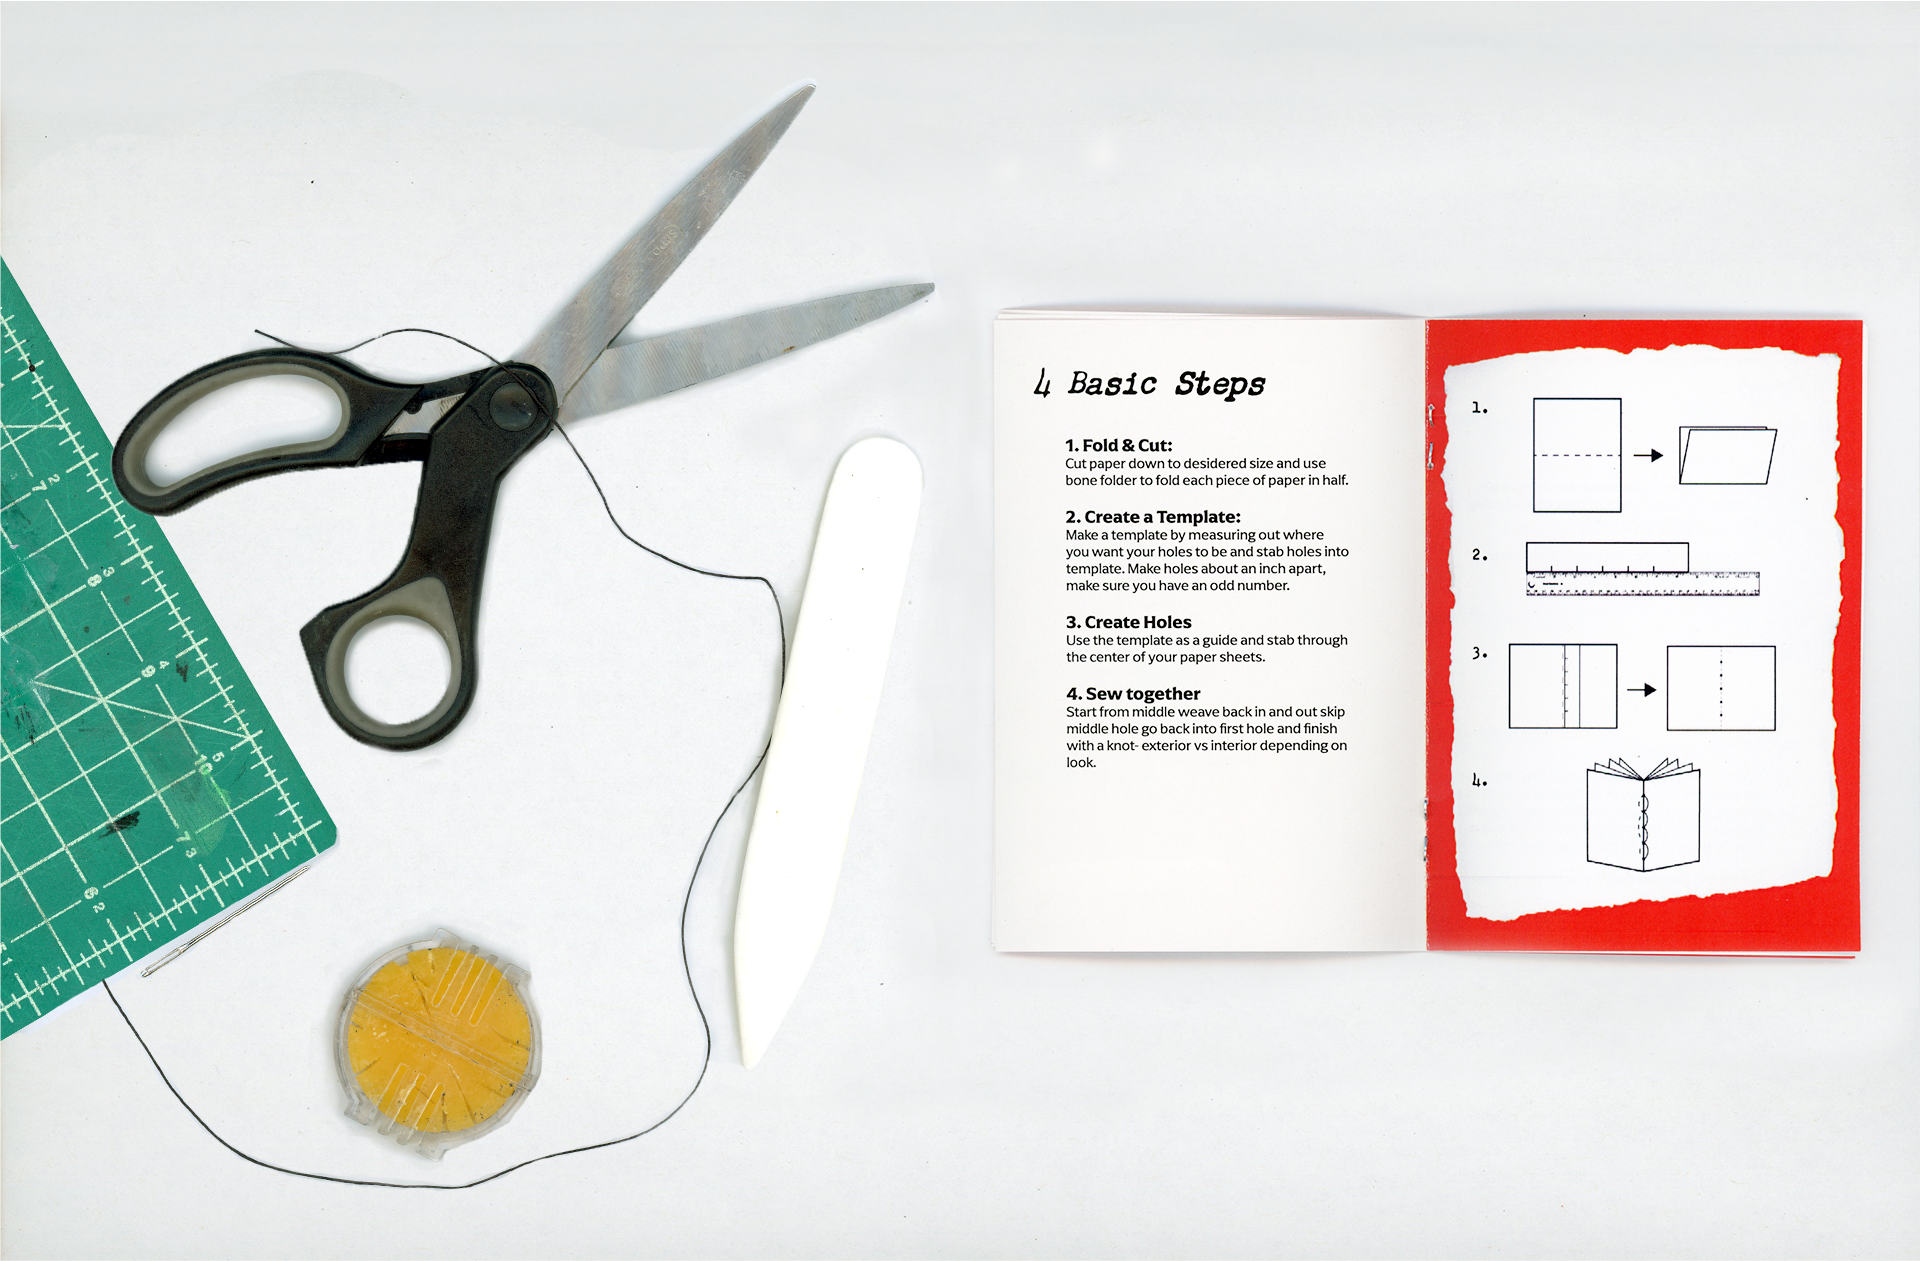 4 Basic Steps
1. Fold & Cut:
Cut paper down to desidered size and use
bone folder to fold each piece of paper in half.
2. Create a Template:
Make a template by measuring out where
you want your holes to be and stab holes into
template. Make holes about an inch apart,
make sure you have an odd number.
3. Create Holes
Use the template as a guide and stab through
the center of your paper sheets.
4. Sew together
Start from middle weave back in and out skip
middle hole go back into first hole and finish
with a knot- exterior vs interior depending on
look.
1.
2.
3.
4.